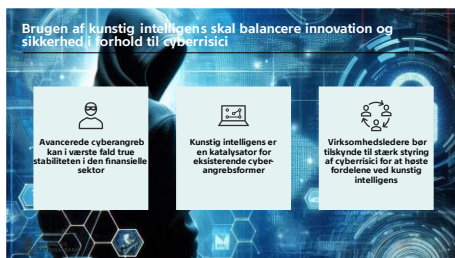 Brugen af kunstig intelligens skal balancere innovation og
sikkerhed i forhold til cyberrisici
Avancerede cyberangreb
kan i værste fald true
stabiliteten i den finansielle
sektor
Kunstig intelligens er
en katalysator for
eksisterende cyber-
angrebsformer
Virksomhedsledere bør
tilskynde til stærk styring
af cyberrisici for at høste
fordelene ved kunstig
intelligens